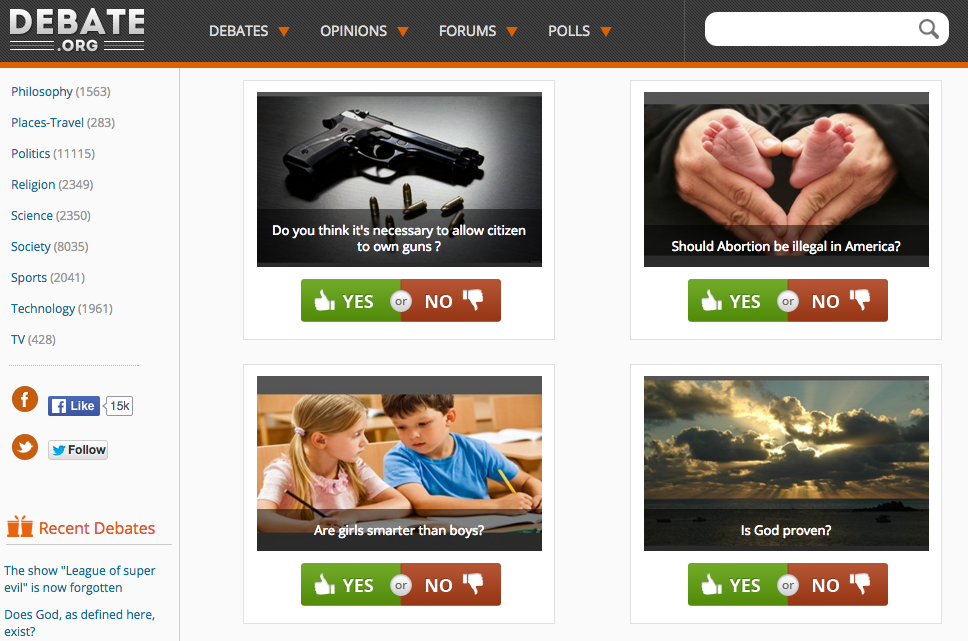 DEBATE
.ORG
DEBATES
OPINIONS
FORUMS
POLLS
Philosophy (1563)
Places-Travel (283)
Politics (11115)
Religion (2349)
Science (2350)
Society (8035)
Sports (2041)
Technology (1961)
TV (428)
f
f Like 15k
Follow
Recent Debates
The show "League of super
evil" is now forgotten
Does God, as defined here,
exist?
Do you think it's necessary to allow citizen
to own guns ?
YES or NO
Should Abortion be illegal in America?
YES or NO
Are girls smarter than boys?
YES or NO
Is God proven?
YES or NO